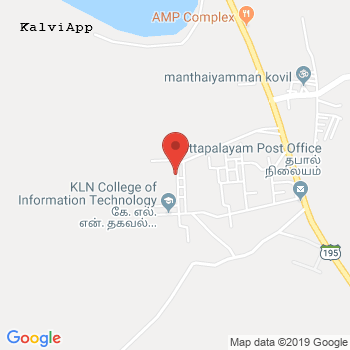 AMP Complex
KalviApp
manthaiyamman kovil
ttapalayam Post Office
தபால்
நிலையம்
KLN College of
Information Technology
கே. எல்.
என். தகவல்...
195
Google
Map data ©2019 Google